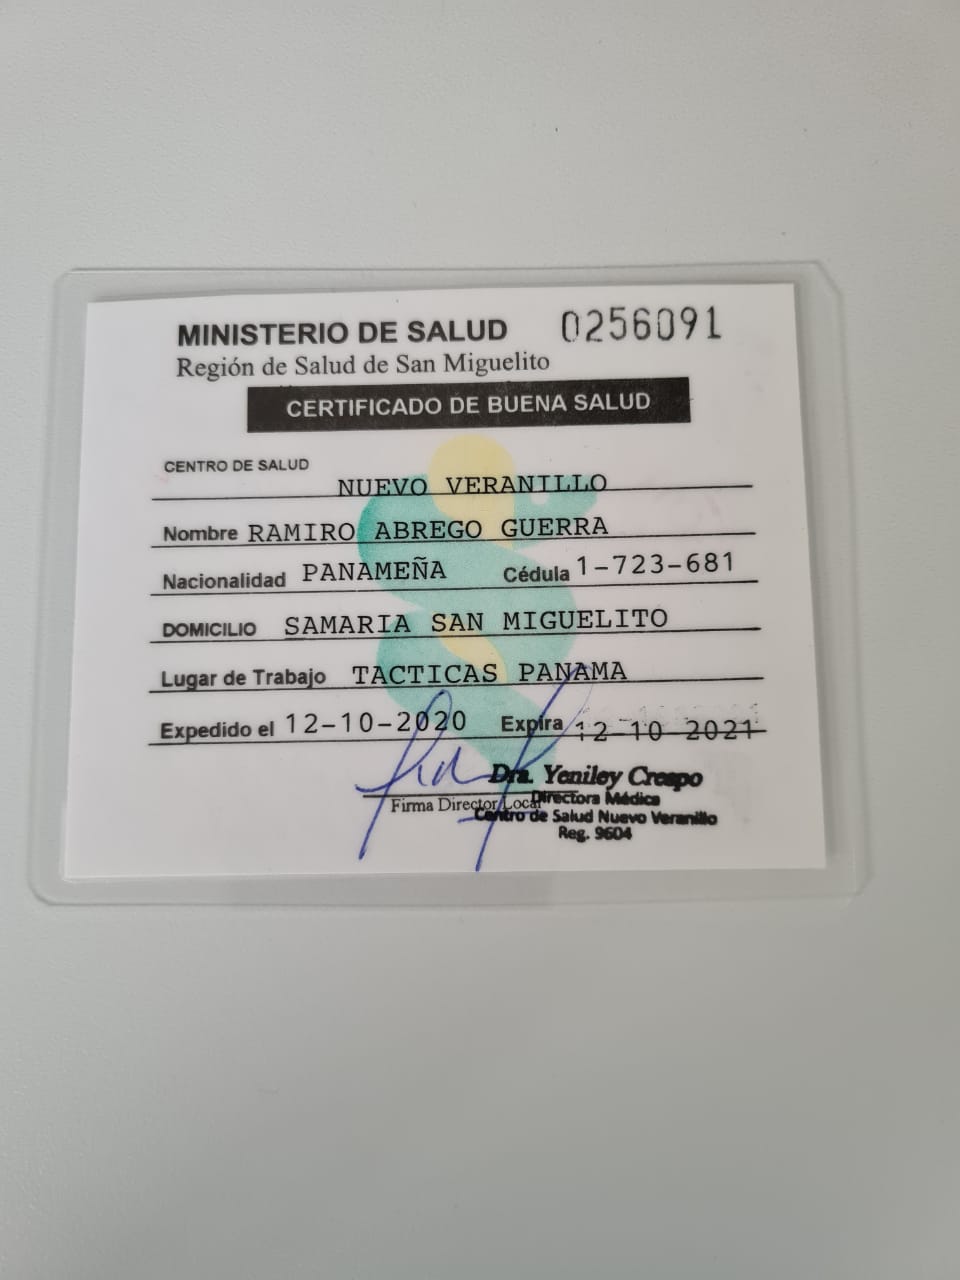 MINISTERIO DE SALUD 0256091
Región de Salud de San Miguelito
CERTIFICADO DE BUENA SALUD
CENTRO DE SALUD
NUEVO VERANILLO
Nombre RAMIRO ABREGO GUERRA
Nacionalidad PANAMEÑA Cédula 1-723-681
DOMICILIO SAMARIA SAN MIGUELITO
Lugar de Trabajo TACTICAS PANAMA
Expedido el 12-10-2020 Expira 12-10-2021
Dra. Yeniley Crespo
Firma Director Local Directora Médica
Centro de Salud Nuevo Veranillo
Reg. 9604